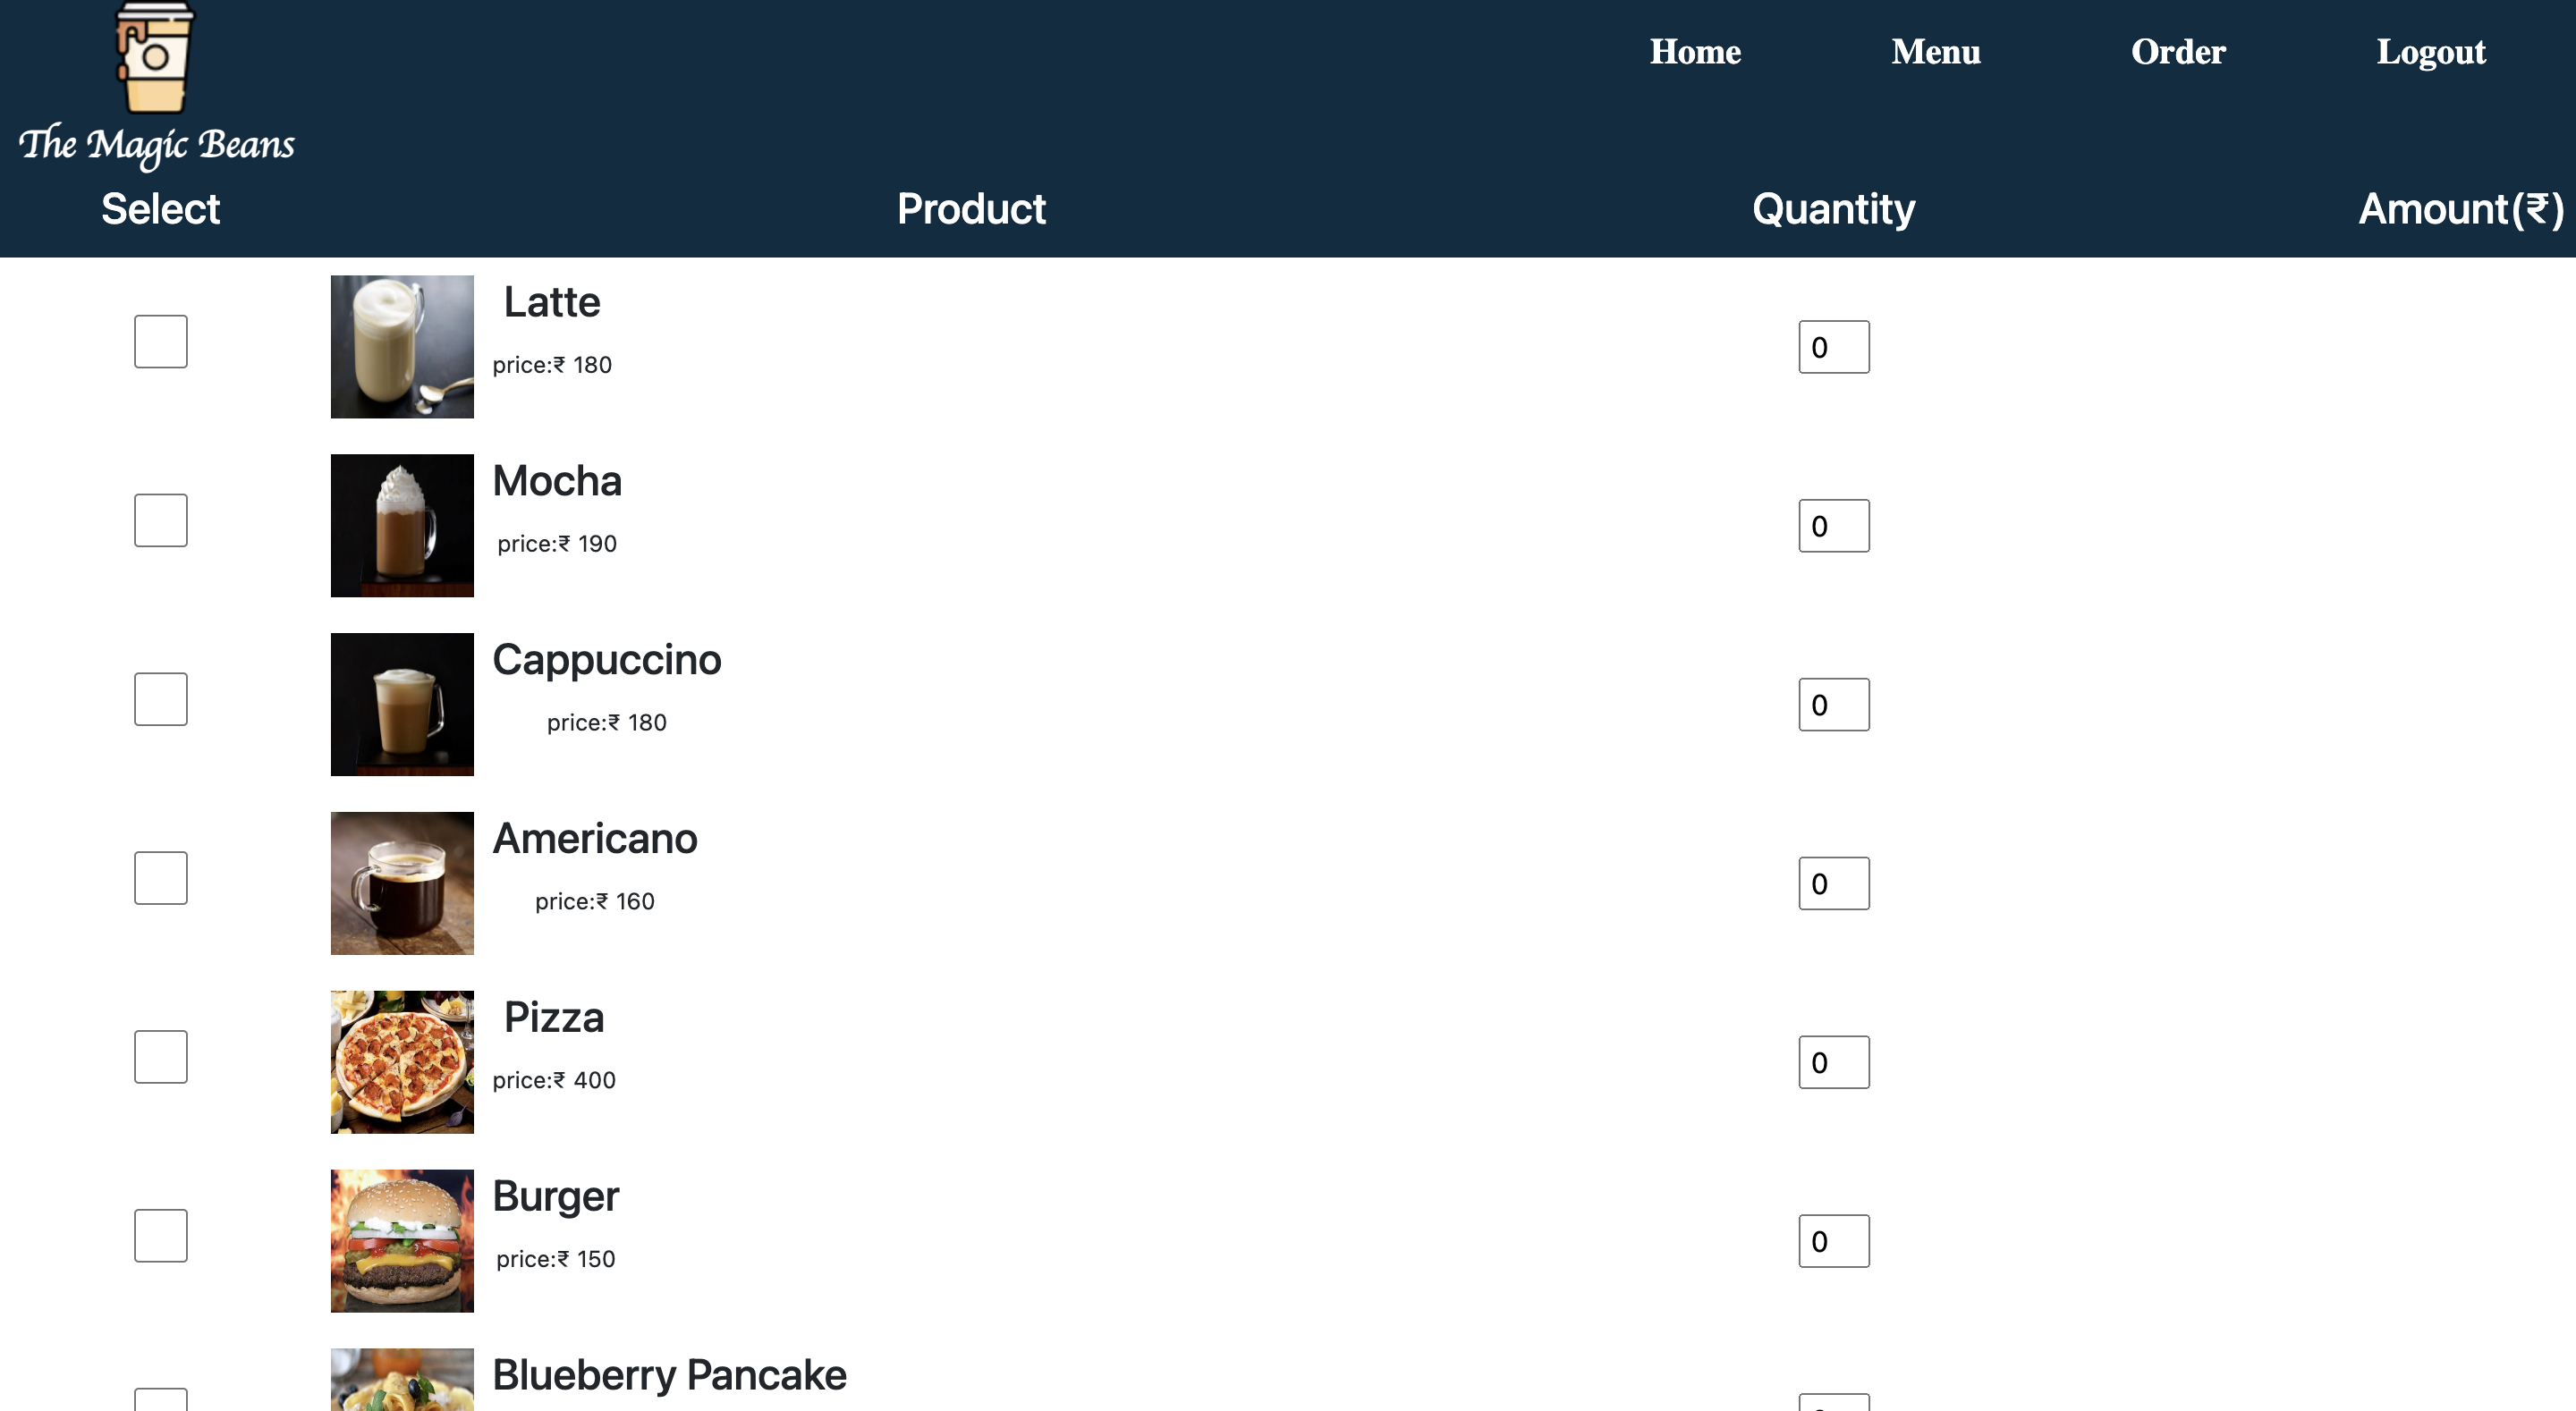 Home Menu Order Logout
The Magic Beans
Select Product Quantity Amount(₹)
Latte
price:₹ 180
0
Mocha
price:₹ 190
0
Cappuccino
price:₹ 180
0
Americano
price:₹ 160
0
Pizza
price:₹ 400
0
Burger
price:₹ 150
0
Blueberry Pancake